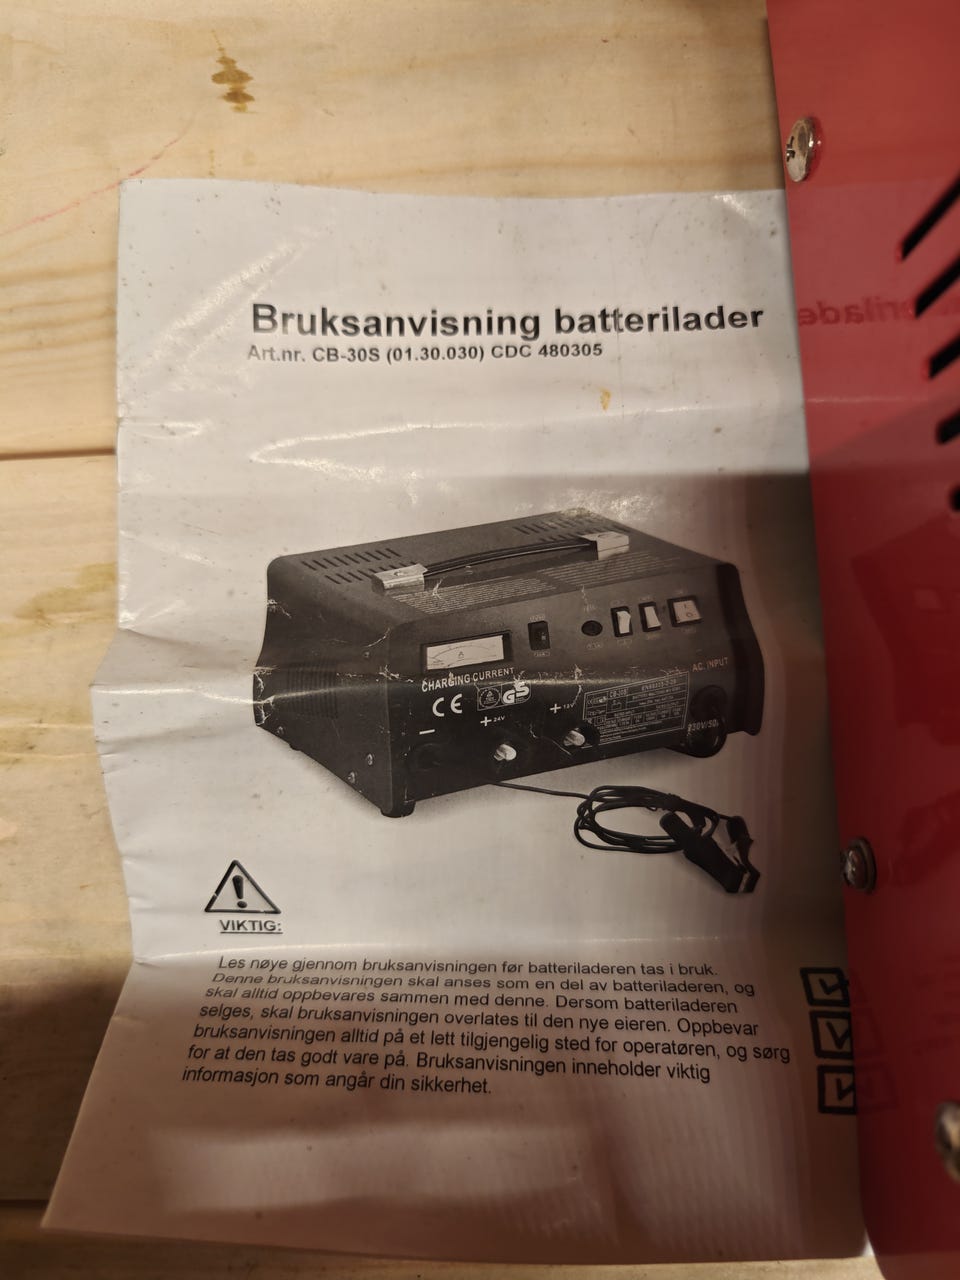 Bruksanvisning batterilader
Art.nr. CB-30S (01.30.030) CDC 480305
CHARGING CURRENT
A
CE
GS
AC. INPUT
CB-30S
− + 24V + 12V
230V/50
VIKTIG:
Les nøye gjennom bruksanvisningen før batteriladeren tas i bruk.
Denne bruksanvisningen skal anses som en del av batteriladeren, og
skal alltid oppbevares sammen med denne. Dersom batteriladeren
selges, skal bruksanvisningen overlates til den nye eieren. Oppbevar
bruksanvisningen alltid på et lett tilgjengelig sted for operatøren, og sørg
for at den tas godt vare på. Bruksanvisningen inneholder viktig
informasjon som angår din sikkerhet.